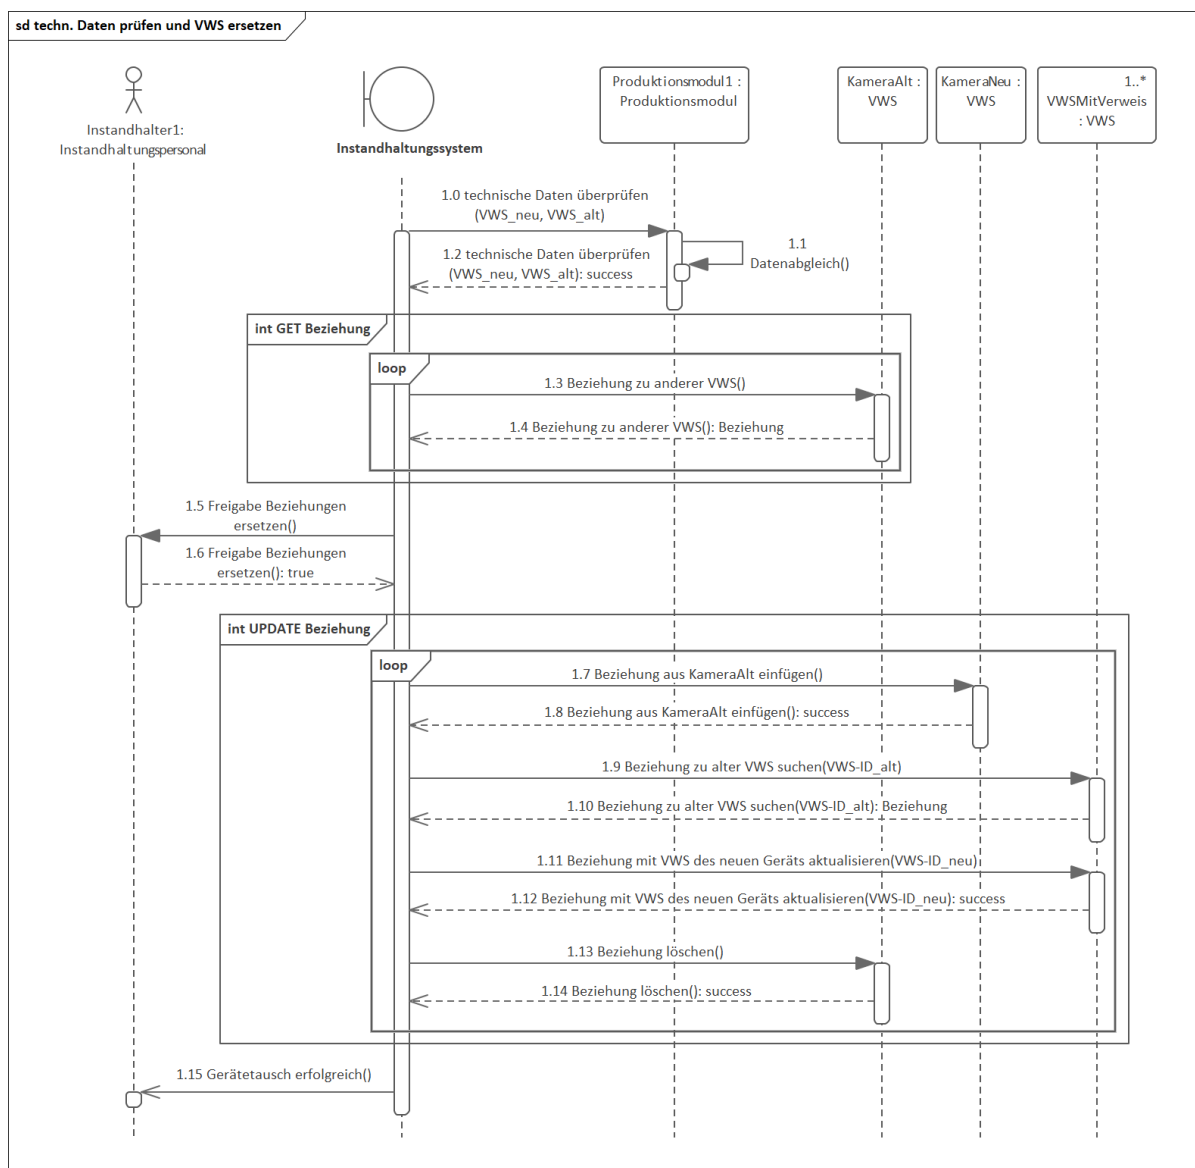 sd techn. Daten prüfen und VWS ersetzen
Instandhalter1:
Instandhaltungspersonal
Instandhaltungssystem
Produktionsmodul1 :
Produktionsmodul
KameraAlt :
VWS
KameraNeu :
VWS
1..*
VWSMitVerweis
: VWS
1.0 technische Daten überprüfen
(VWS_neu, VWS_alt)
1.1
Datenabgleich()
1.2 technische Daten überprüfen
(VWS_neu, VWS_alt): success
int GET Beziehung
loop
1.3 Beziehung zu anderer VWS()
1.4 Beziehung zu anderer VWS(): Beziehung
1.5 Freigabe Beziehungen
ersetzen()
1.6 Freigabe Beziehungen
ersetzen(): true
int UPDATE Beziehung
loop
1.7 Beziehung aus KameraAlt einfügen()
1.8 Beziehung aus KameraAlt einfügen(): success
1.9 Beziehung zu alter VWS suchen(VWS-ID_alt)
1.10 Beziehung zu alter VWS suchen(VWS-ID_alt): Beziehung
1.11 Beziehung mit VWS des neuen Geräts aktualisieren(VWS-ID_neu)
1.12 Beziehung mit VWS des neuen Geräts aktualisieren(VWS-ID_neu): success
1.13 Beziehung löschen()
1.14 Beziehung löschen(): success
1.15 Gerätetausch erfolgreich()